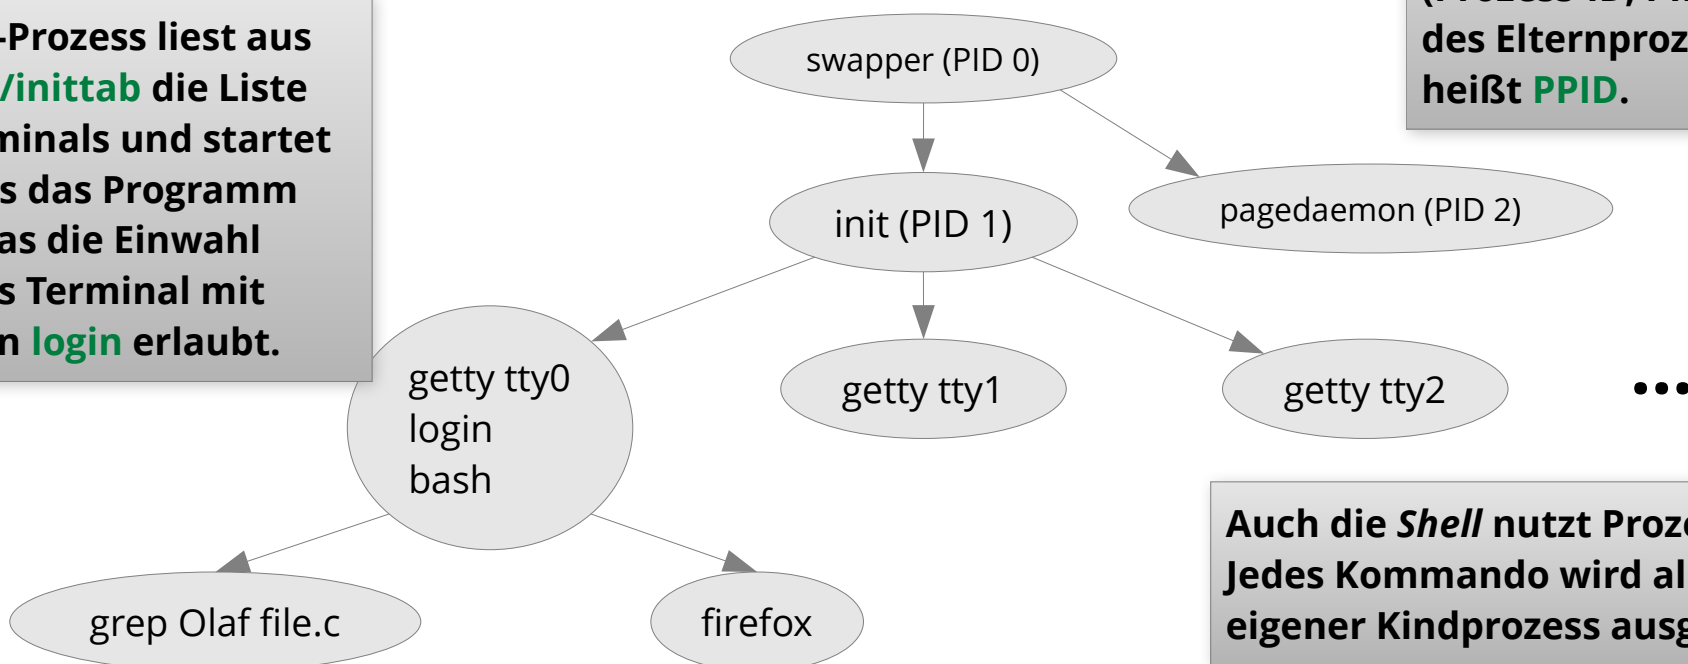 -Prozess liest aus
/inittab die Liste
minals und startet
s das Programm
as die Einwahl
s Terminal mit
n login erlaubt.
swapper (PID 0)
des Elternproz
heißt PPID.
init (PID 1)
pagedaemon (PID 2)
getty tty0
login
bash
getty tty1
getty tty2
...
Auch die Shell nutzt Proze
Jedes Kommando wird al
eigener Kindprozess ausg
grep Olaf file.c
firefox